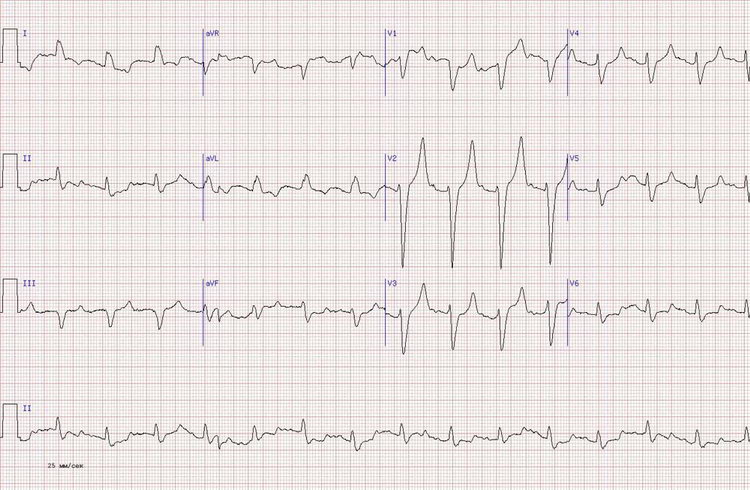 I aVR V1 V4
II aVL V2 V5
III aVF V3 V6
II
25 мм/сек